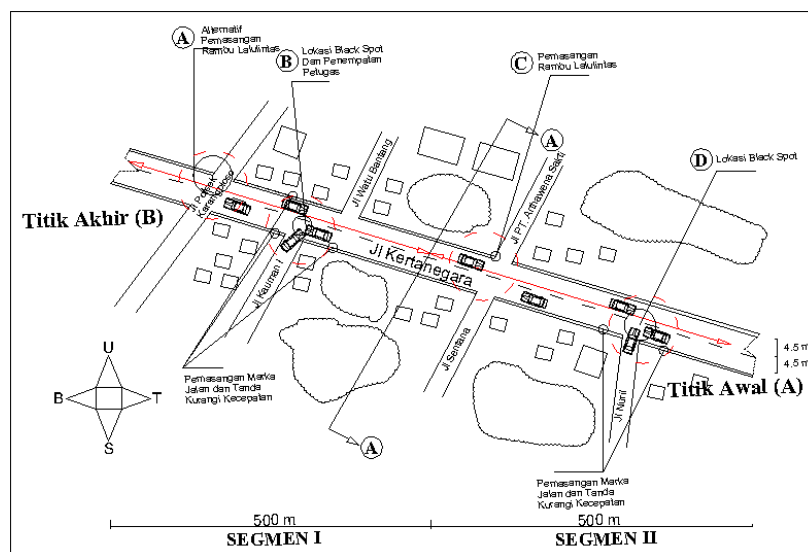 A
Alternatif
Pemasangan
Rambu Lalulintas
B
Lokasi Black Spot
Dan Penempatan
Petugas
C
Pemasangan
Rambu Lalulintas
A
D
Lokasi Black Spot
Jl Watu Bantang
Jl PT. Arthawena Sakti
Titik Akhir (B)
Jl Kertanegara
Jl Kauman I
Jl Sentana
Jl Nuril
4.5 m
4.5 m
Titik Awal (A)
Pemasangan Marka
Jalan dan Tanda
Kurangi Kecepatan
U
B
T
S
A
Pemasangan Marka
Jalan dan Tanda
Kurangi Kecepatan
500 m
500 m
SEGMEN I
SEGMEN II